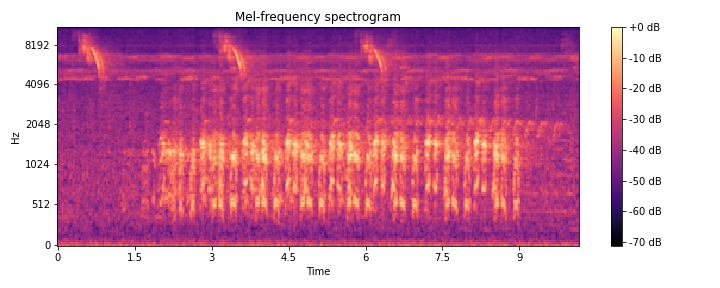 Mel-frequency spectrogram
8192
4096
2048
1024
512
0
Hz
0
1.5
3
4.5
6
7.5
9
Time
+0 dB
-10 dB
-20 dB
-30 dB
-40 dB
-50 dB
-60 dB
-70 dB